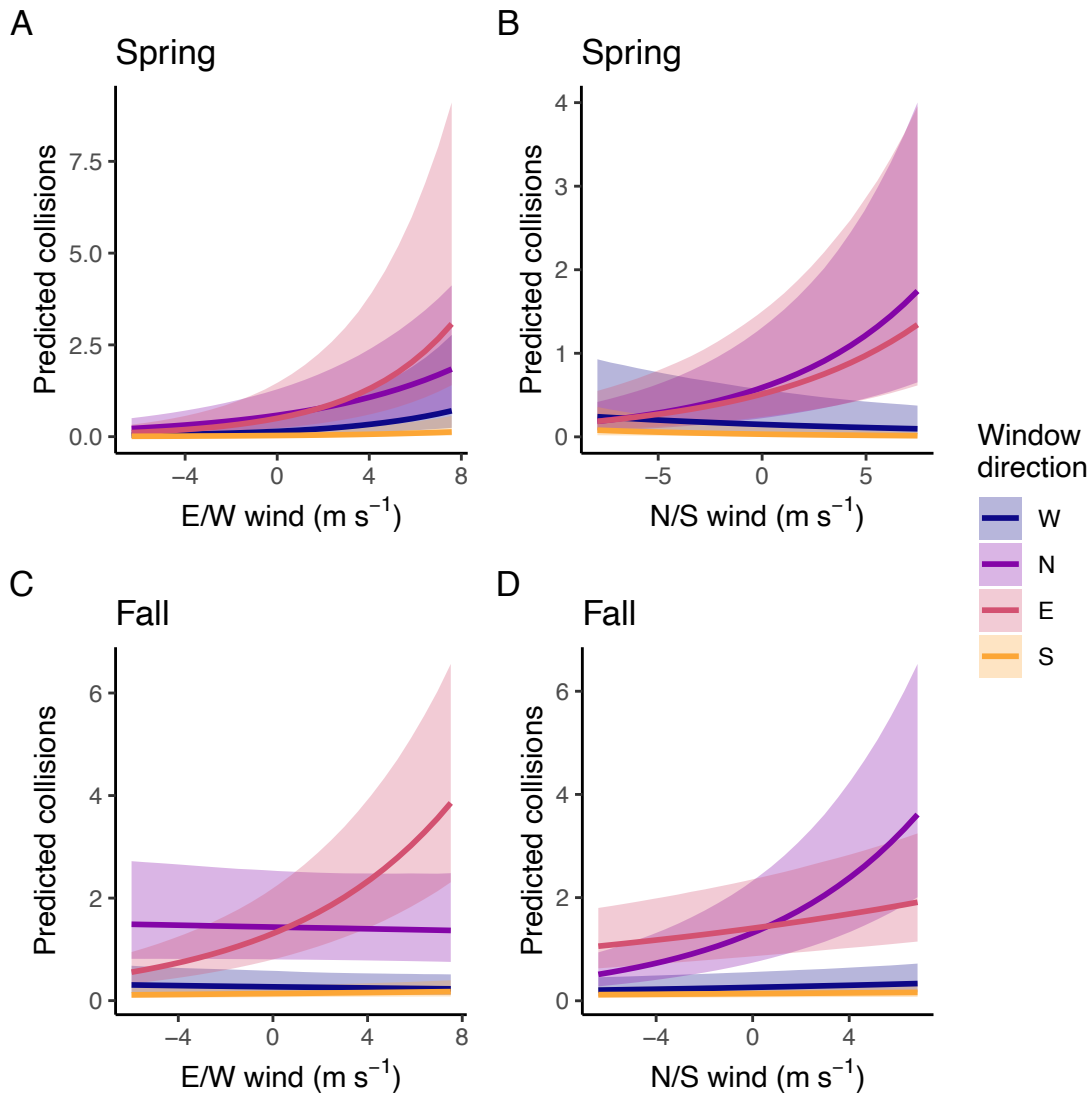 A
Spring
Predicted collisions
7.5
5.0
2.5
0.0
−4
0
4
8
E/W wind (m s⁻¹)
B
Spring
Predicted collisions
4
3
2
1
0
−5
0
5
N/S wind (m s⁻¹)
C
Fall
Predicted collisions
6
4
2
0
−4
0
4
8
E/W wind (m s⁻¹)
D
Fall
Predicted collisions
6
4
2
0
−4
0
4
N/S wind (m s⁻¹)
Window
direction
W
N
E
S